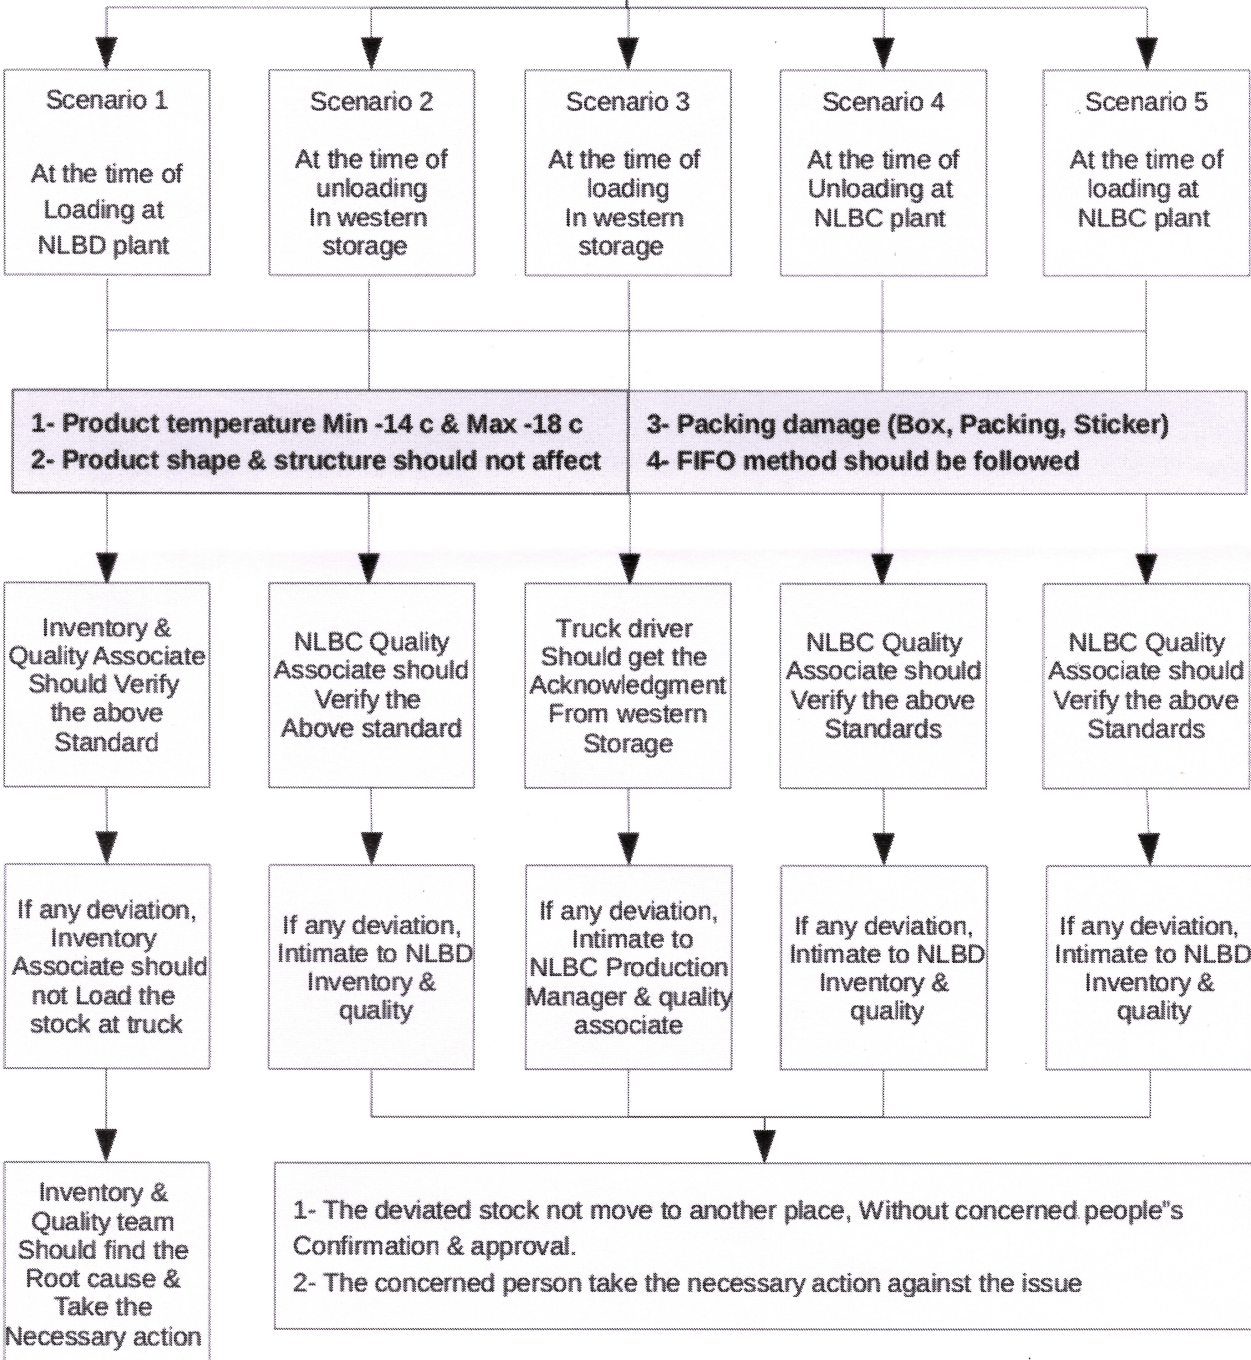 Scenario 1
At the time of
Loading at
NLBD plant
Scenario 2
At the time of
unloading
In western
storage
Scenario 3
At the time of
loading
In western
storage
Scenario 4
At the time of
Unloading at
NLBC plant
Scenario 5
At the time of
loading at
NLBC plant
1- Product temperature Min -14 c & Max -18 c
2- Product shape & structure should not affect
3- Packing damage (Box, Packing, Sticker)
4- FIFO method should be followed
Inventory &
Quality Associate
Should Verify
the above
Standard
NLBC Quality
Associate should
Verify the
Above standard
Truck driver
Should get the
Acknowledgment
From western
Storage
NLBC Quality
Associate should
Verify the above
Standards
NLBC Quality
Associate should
Verify the above
Standards
If any deviation,
Inventory
Associate should
not Load the
stock at truck
If any deviation,
Intimate to NLBD
Inventory &
quality
If any deviation,
Intimate to
NLBC Production
Manager & quality
associate
If any deviation,
Intimate to NLBD
Inventory &
quality
If any deviation,
Intimate to NLBD
Inventory &
quality
Inventory &
Quality team
Should find the
Root cause &
Take the
Necessary action
1- The deviated stock not move to another place, Without concerned people"s
Confirmation & approval.
2- The concerned person take the necessary action against the issue